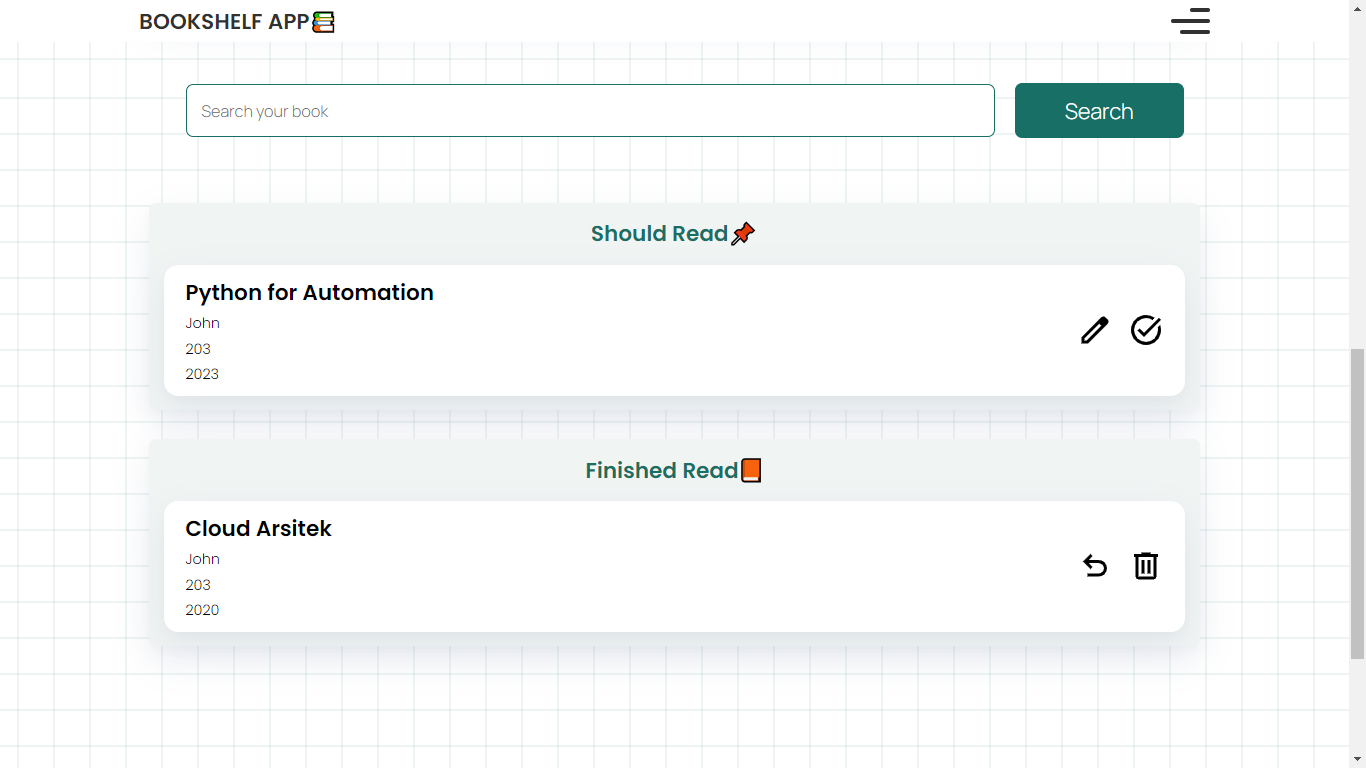 BOOKSHELF APP
Search your book
Search
Should Read
Python for Automation
John
203
2023
Finished Read
Cloud Arsitek
John
203
2020